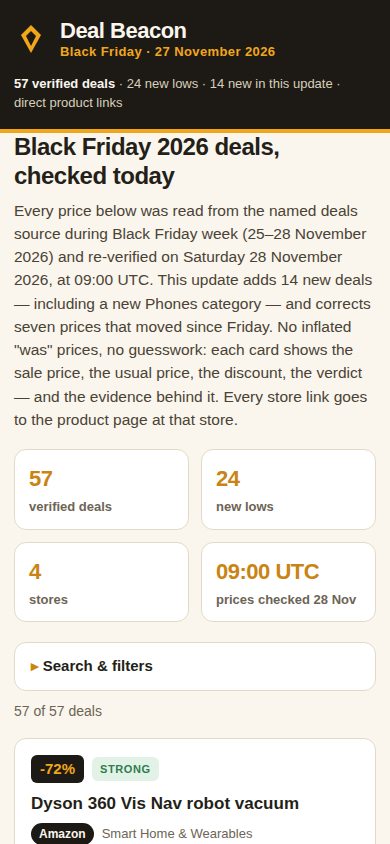 Deal Beacon
Black Friday · 27 November 2026
57 verified deals · 24 new lows · 14 new in this update ·
direct product links
Black Friday 2026 deals,
checked today
Every price below was read from the named deals
source during Black Friday week (25–28 November
2026) and re-verified on Saturday 28 November
2026, at 09:00 UTC. This update adds 14 new deals
— including a new Phones category — and corrects
seven prices that moved since Friday. No inflated
"was" prices, no guesswork: each card shows the
sale price, the usual price, the discount, the verdict
— and the evidence behind it. Every store link goes
to the product page at that store.
57
verified deals
24
new lows
4
stores
09:00 UTC
prices checked 28 Nov
▸ Search & filters
57 of 57 deals
-72% STRONG
Dyson 360 Vis Nav robot vacuum
Amazon Smart Home & Wearables